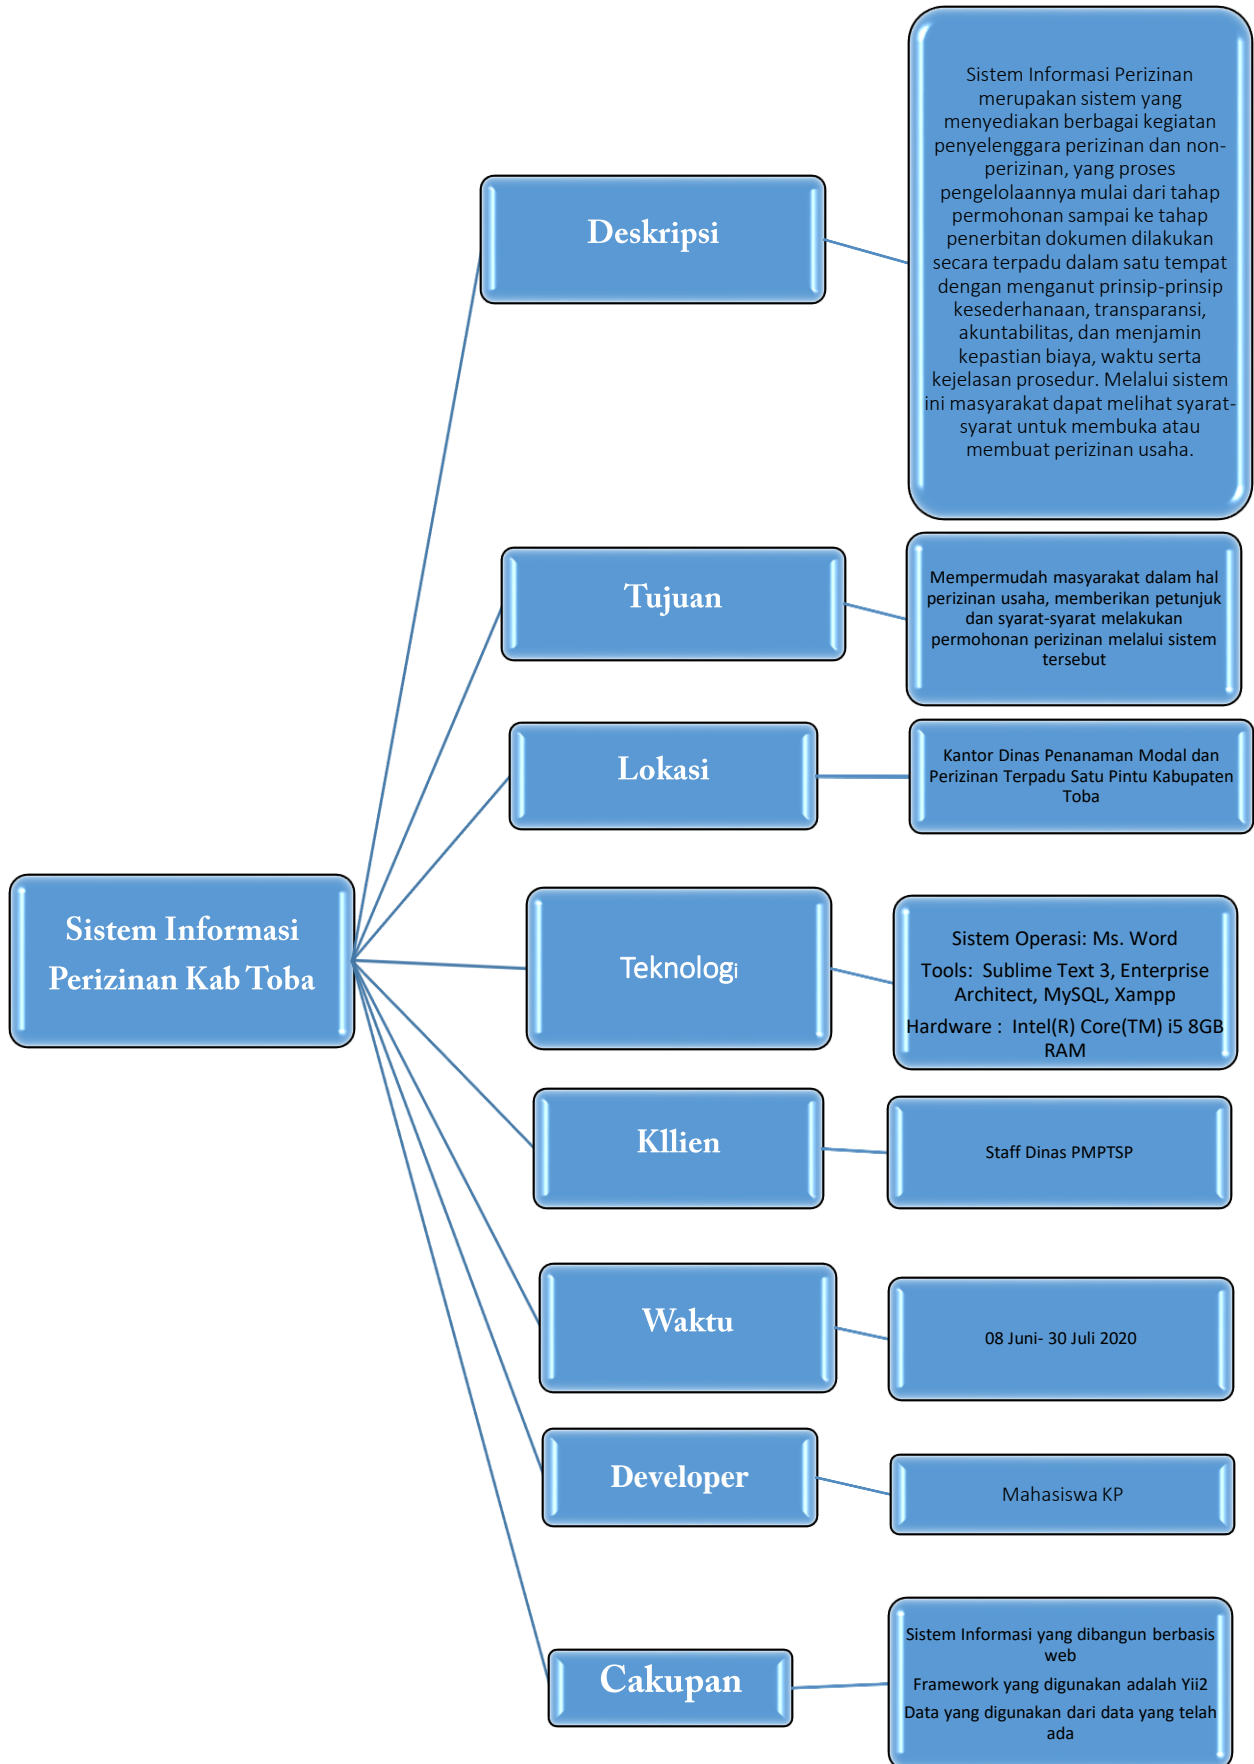 Sistem Informasi
Perizinan Kab Toba
Deskripsi
Sistem Informasi Perizinan
merupakan sistem yang
menyediakan berbagai kegiatan
penyelenggara perizinan dan non-
perizinan, yang proses
pengelolaannya mulai dari tahap
permohonan sampai ke tahap
penerbitan dokumen dilakukan
secara terpadu dalam satu tempat
dengan menganut prinsip-prinsip
kesederhanaan, transparansi,
akuntabilitas, dan menjamin
kepastian biaya, waktu serta
kejelasan prosedur. Melalui sistem
ini masyarakat dapat melihat syarat-
syarat untuk membuka atau
membuat perizinan usaha.
Tujuan
Mempermudah masyarakat dalam hal
perizinan usaha, memberikan petunjuk
dan syarat-syarat melakukan
permohonan perizinan melalui sistem
tersebut
Lokasi
Kantor Dinas Penanaman Modal dan
Perizinan Terpadu Satu Pintu Kabupaten
Toba
Teknologi
Sistem Operasi: Ms. Word
Tools: Sublime Text 3, Enterprise
Architect, MySQL, Xampp
Hardware : Intel(R) Core(TM) i5 8GB
RAM
Kllien
Staff Dinas PMPTSP
Waktu
08 Juni- 30 Juli 2020
Developer
Mahasiswa KP
Cakupan
Sistem Informasi yang dibangun berbasis
web
Framework yang digunakan adalah Yii2
Data yang digunakan dari data yang telah
ada